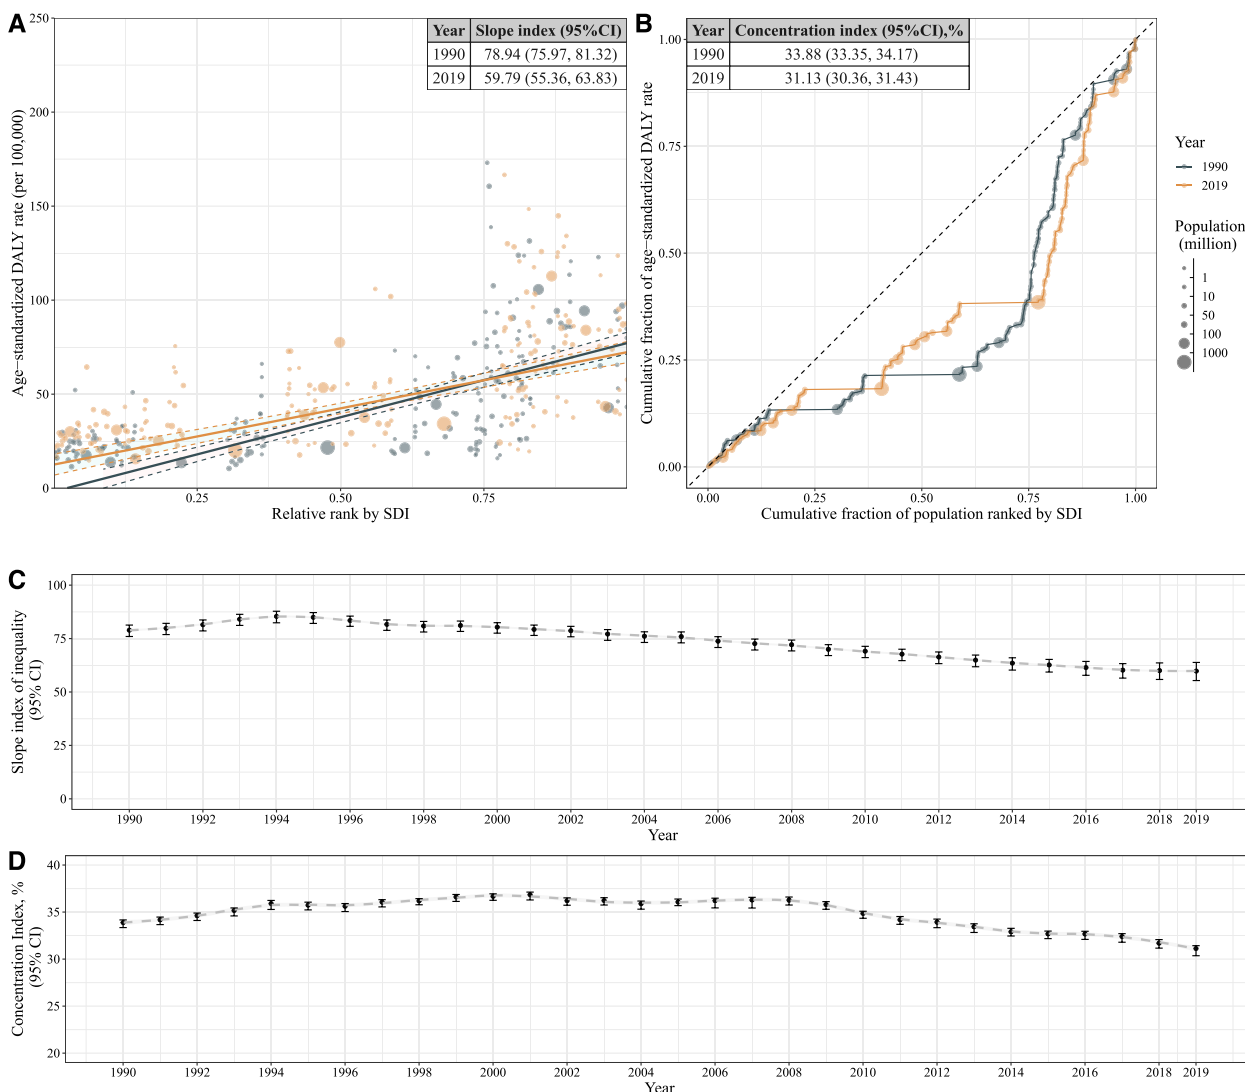 A
250
200
150
100
50
0
Age−standardized DALY rate (per 100,000)
Year Slope index (95%CI)
1990 78.94 (75.97, 81.32)
2019 59.79 (55.36, 63.83)
0.25 0.50 0.75
Relative rank by SDI
B
1.00
0.75
0.50
0.25
0.00
Cumulative fraction of age−standardized DALY rate
Year Concentration index (95%CI),%
1990 33.88 (33.35, 34.17)
2019 31.13 (30.36, 31.43)
0.00 0.25 0.50 0.75 1.00
Cumulative fraction of population ranked by SDI
Year
1990
2019
Population
(million)
1
10
50
100
1000
C
100
75
50
25
0
Slope index of inequality
(95% CI)
1990 1992 1994 1996 1998 2000 2002 2004 2006 2008 2010 2012 2014 2016 2018 2019
Year
D
40
35
30
25
20
Concentration Index, %
(95% CI)
1990 1992 1994 1996 1998 2000 2002 2004 2006 2008 2010 2012 2014 2016 2018 2019
Year